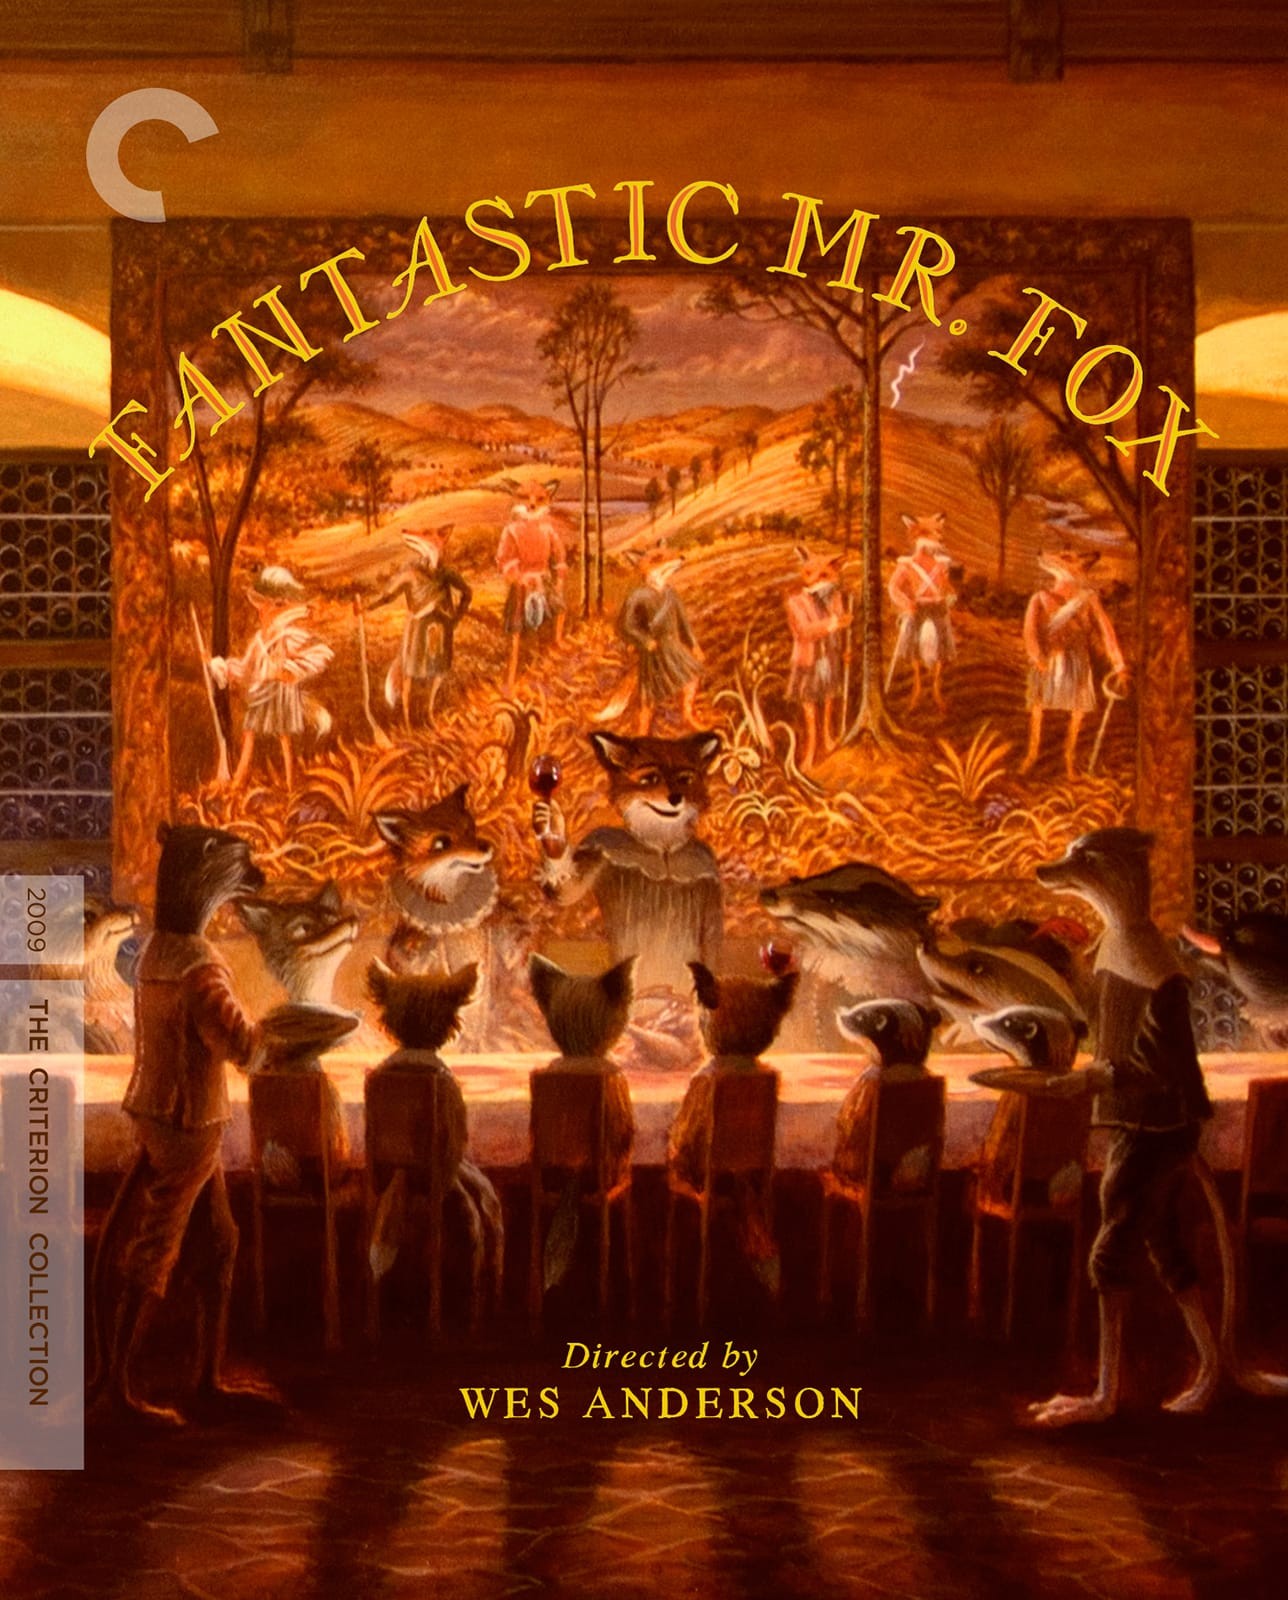 FANTASTIC MR. FOX
2009
THE CRITERION COLLECTION
Directed by
WES ANDERSON